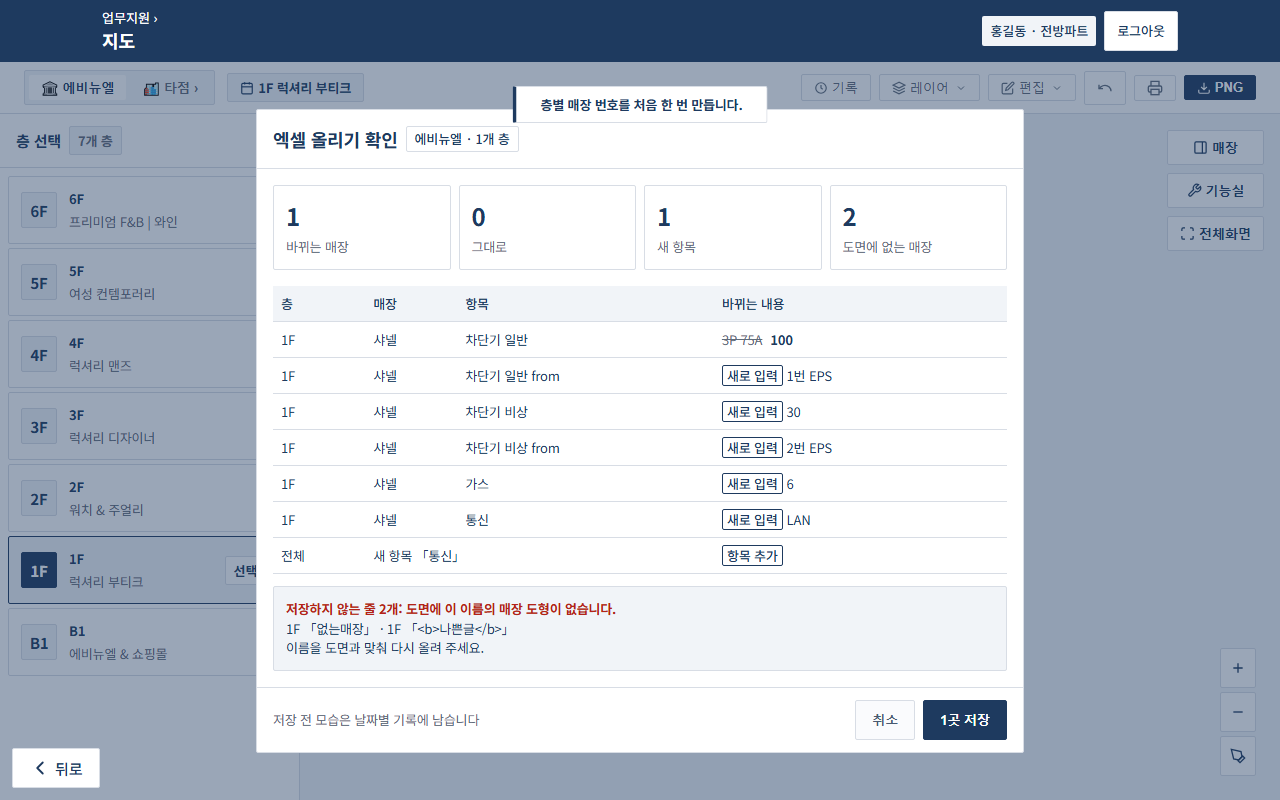 업무지원 ›
지도
홍길동 · 전방파트
로그아웃
에비뉴엘
타점 ›
1F 럭셔리 부티크
기록
레이어
편집
PNG
층별 매장 번호를 처음 한 번 만듭니다.
층 선택
7개 층
6F
6F
프리미엄 F&B | 와인
5F
5F
여성 컨템포러리
4F
4F
럭셔리 맨즈
3F
3F
럭셔리 디자이너
2F
2F
워치 & 주얼리
1F
1F
럭셔리 부티크
선택
B1
B1
에비뉴엘 & 쇼핑몰
뒤로
엑셀 올리기 확인
에비뉴엘 · 1개 층
1
바뀌는 매장
0
그대로
1
새 항목
2
도면에 없는 매장
층 매장 항목 바뀌는 내용
1F 샤넬 차단기 일반 3P 75A 100
1F 샤넬 차단기 일반 from 새로 입력 1번 EPS
1F 샤넬 차단기 비상 새로 입력 30
1F 샤넬 차단기 비상 from 새로 입력 2번 EPS
1F 샤넬 가스 새로 입력 6
1F 샤넬 통신 새로 입력 LAN
전체 새 항목 「통신」 항목 추가
저장하지 않는 줄 2개: 도면에 이 이름의 매장 도형이 없습니다.
1F 「없는매장」 · 1F 「<b>나쁜글</b>」
이름을 도면과 맞춰 다시 올려 주세요.
저장 전 모습은 날짜별 기록에 남습니다
취소
1곳 저장
매장
기능실
전체화면
+
−